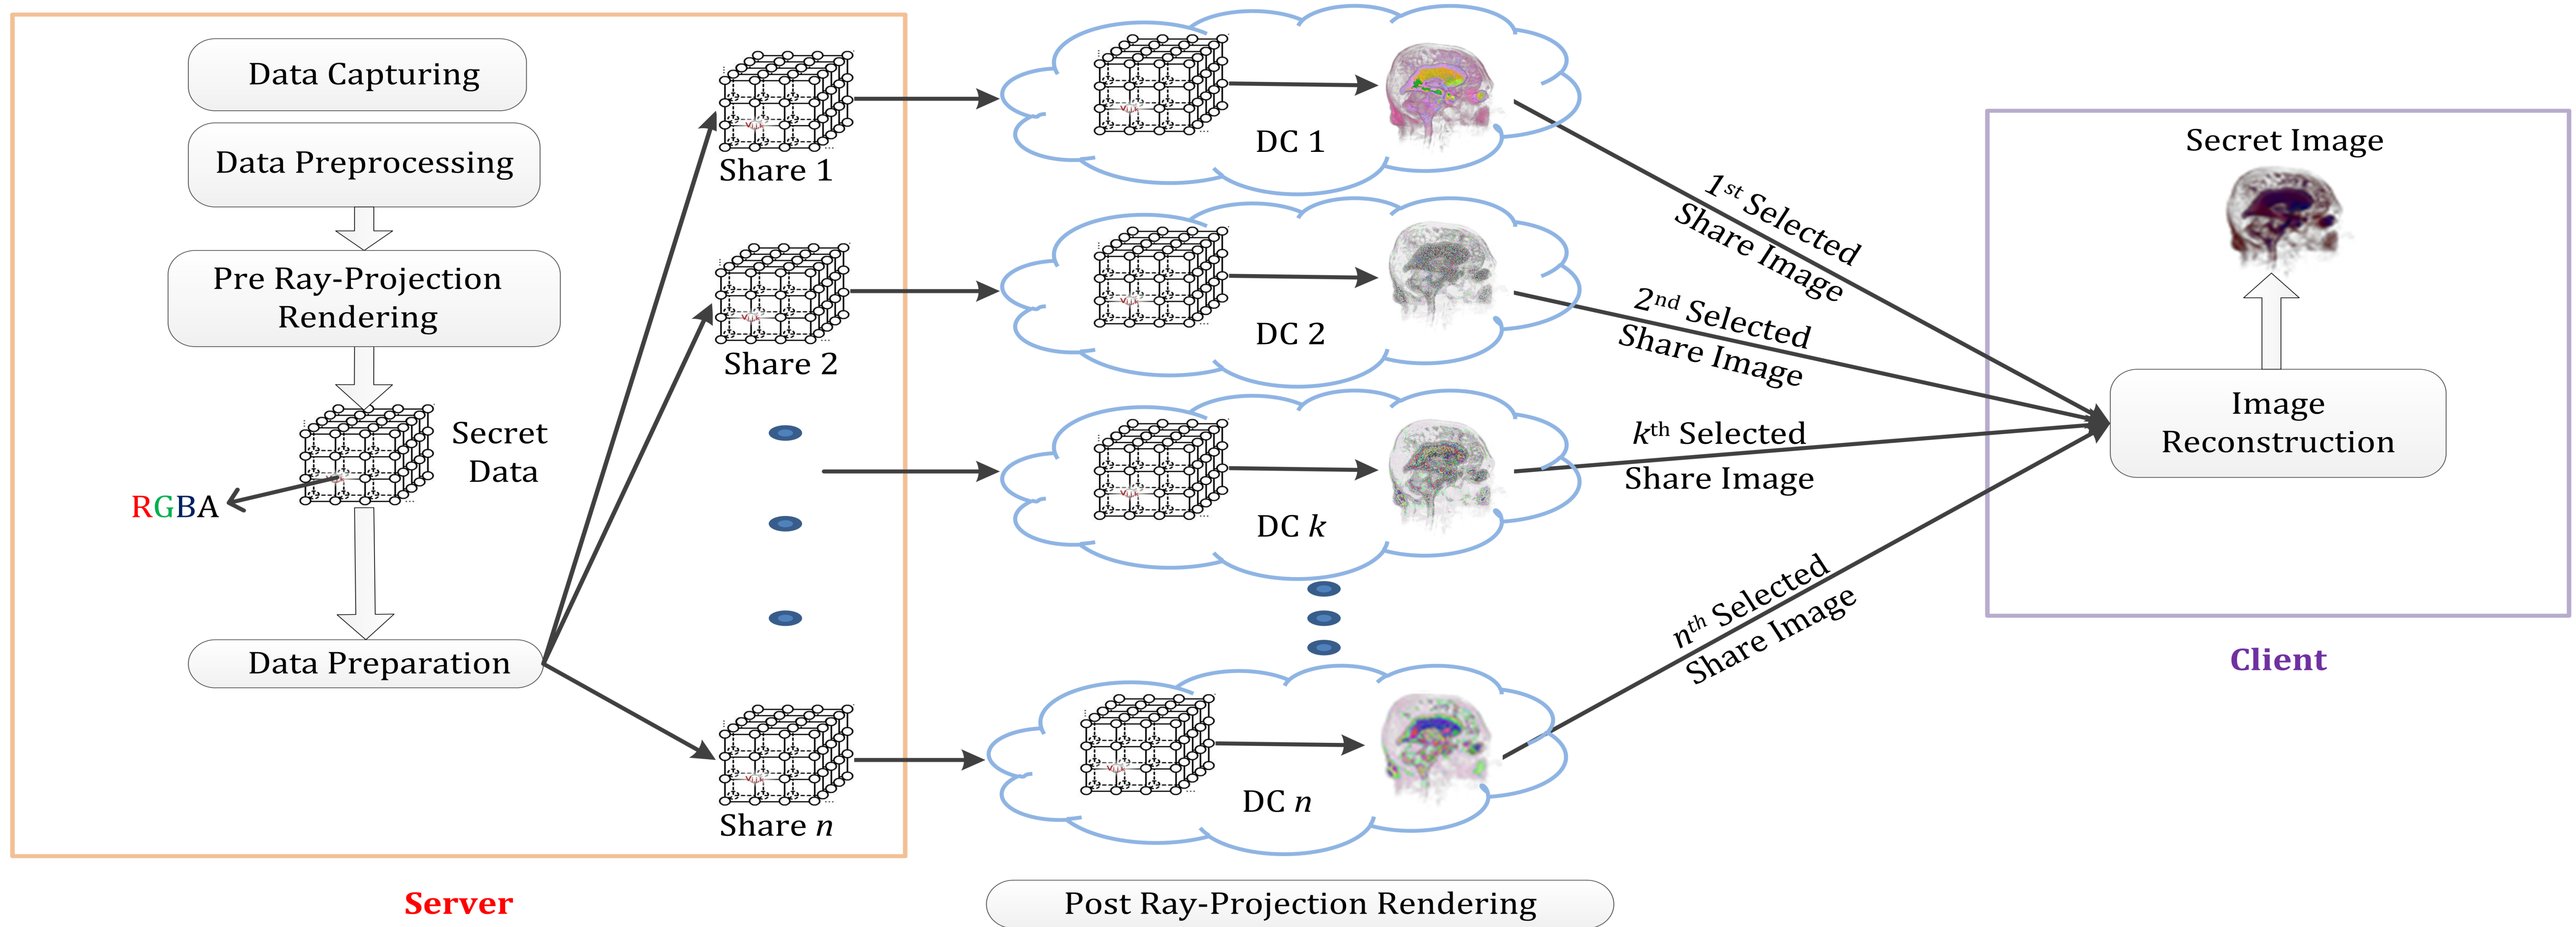 Data Capturing
Data Preprocessing
Pre Ray-Projection
Rendering
Secret
Data
RGBA
Data Preparation
Share 1
Share 2
Share n
Server
DC 1
DC 2
DC k
DC n
Post Ray-Projection Rendering
1st Selected
Share Image
2nd Selected
Share Image
kth Selected
Share Image
nth Selected
Share Image
Secret Image
Image
Reconstruction
Client